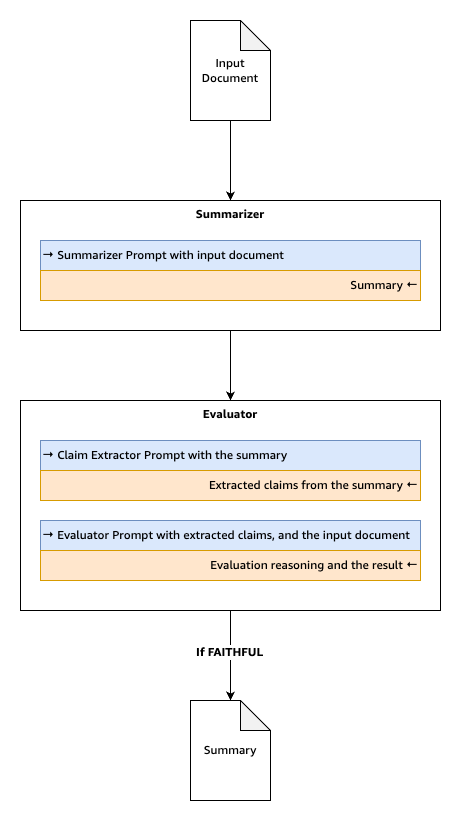 Input
Document
Summarizer
→ Summarizer Prompt with input document
Summary ←
Evaluator
→ Claim Extractor Prompt with the summary
Extracted claims from the summary ←
→ Evaluator Prompt with extracted claims, and the input document
Evaluation reasoning and the result ←
If FAITHFUL
Summary